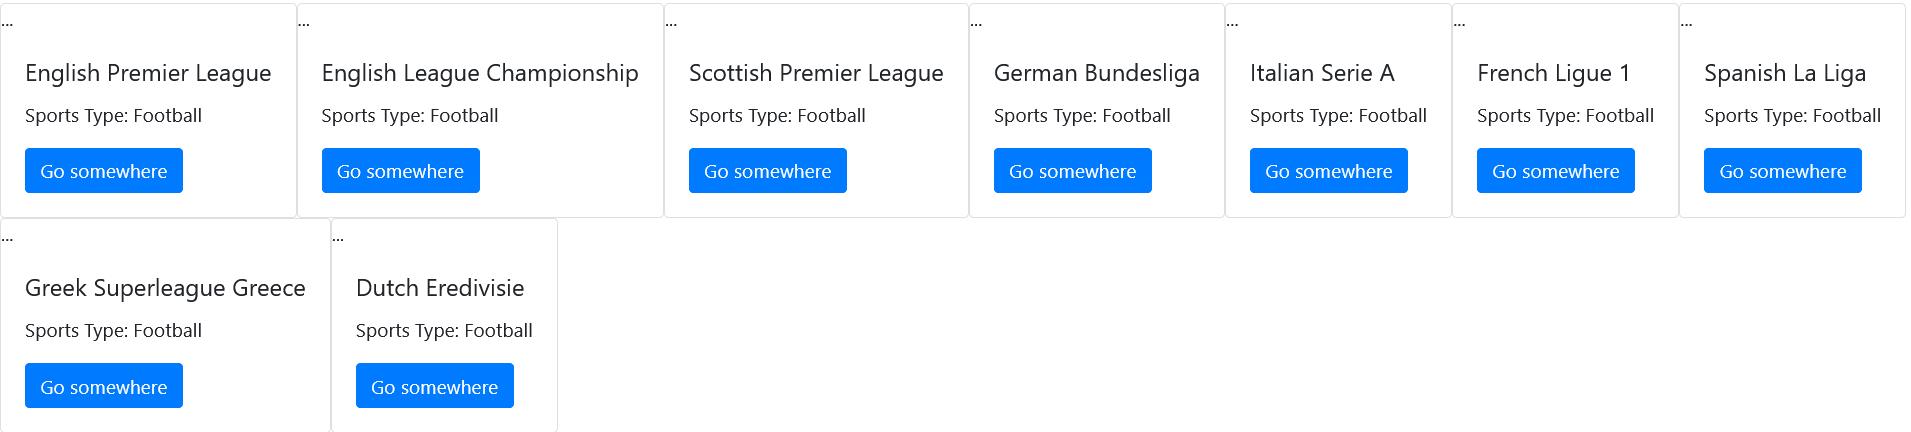 ... ... ... ... ... ... ...
English Premier League English League Championship Scottish Premier League German Bundesliga Italian Serie A French Ligue 1 Spanish La Liga
Sports Type: Football Sports Type: Football Sports Type: Football Sports Type: Football Sports Type: Football Sports Type: Football Sports Type: Football
Go somewhere Go somewhere Go somewhere Go somewhere Go somewhere Go somewhere Go somewhere
... ...
Greek Superleague Greece Dutch Eredivisie
Sports Type: Football Sports Type: Football
Go somewhere Go somewhere